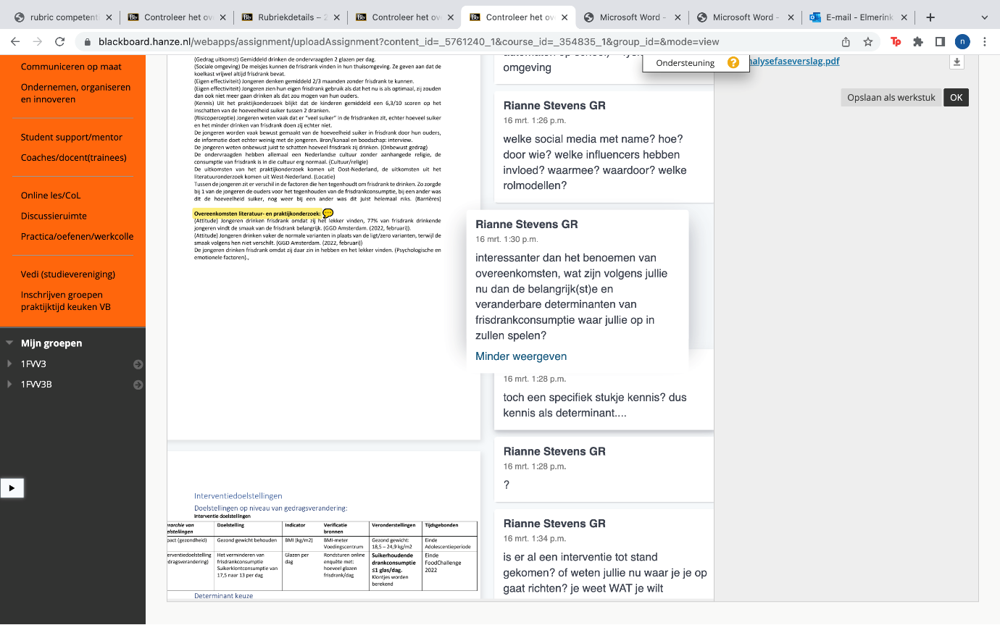 rubric competent
Controleer het ov
Rubriekdetails – 2
Controleer het ov
Controleer het ov
Microsoft Word -
Microsoft Word -
E-mail - Elmerink
blackboard.hanze.nl/webapps/assignment/uploadAssignment?content_id=_5761240_1&course_id=_354835_1&group_id=&mode=view
Communiceren op maat
Ondernemen, organiseren
en innoveren
Student support/mentor
Coaches/docent(trainees)
Online les/CoL
Discussieruimte
Practica/oefenen/werkcolle
Vedi (studievereniging)
Inschrijven groepen
praktijktijd keuken VB
Mijn groepen
1FVV3
1FVV3B
(Gedrag uitkomst) Gemiddeld drinken de ondervraagden 2 glazen per dag.
(Sociale omgeving) De meisjes kunnen de frisdrank vinden in hun thuisomgeving. Ze geven aan dat de
koelkast vrijwel altijd frisdrank bevat.
(Eigen effectiviteit) Jongeren denken gemiddeld 2/3 maanden zonder frisdrank te kunnen.
(Eigen effectiviteit) Jongeren zien hun eigen frisdrank gebruik als dat het nu is als optimaal, zij zouden
dan ook niet meer gaan drinken als dat zou mogen van hun ouders.
(Kennis) Uit het praktijkonderzoek blijkt dat de kinderen gemiddeld een 6,3/10 scoren op het
inschatten van de hoeveelheid suiker tussen 2 dranken.
(Risicoperceptie) Jongeren weten vaak dat er “veel suiker” in de frisdranken zit, echter hoeveel suiker
en het minder drinken van frisdrank doen zij echter niet.
De jongeren worden vaak bewust gemaakt van de hoeveelheid suiker in frisdrank door hun ouders,
de informatie doet echter weinig met de jongeren. Bron/kanaal en boodschap: interview.
De jongeren weten onbewust juist te schatten hoeveel frisdrank zij drinken. (Onbewust gedrag)
De ondervraagden hebben allemaal een Nederlandse cultuur zonder aanhangede religie, de
consumptie van frisdrank is in die cultuur erg normaal. (Cultuur/religie)
De uitkomsten van het praktijkonderzoek komen uit Oost-Nederland, de uitkomsten uit het
literatuuronderzoek komen uit West-Nederland. (Locatie)
Tussen de jongeren zit er verschil in de factoren die hen tegenhoudt om frisdrank te drinken. Zo zorgde
bij 1 van de jongeren de ouders voor het tegenhouden van de frisdrankconsumptie, bij een ander was
dit de hoeveelheid suiker, nog weer bij een ander was dit juist helemaal niks. (Barrières)
Overeenkomsten literatuur- en praktijkonderzoek:
(Attitude) Jongeren drinken frisdrank omdat zij het lekker vinden, 77% van frisdrank drinkende
jongeren vindt de smaak van de frisdrank belangrijk. (GGD Amsterdam. (2022, februari)).
(Attitude) Jongeren drinken vaker de normale varianten in plaats van de ligt/zero varianten, terwijl de
smaak volgens hen niet verschilt. (GGD Amsterdam. (2022, februari))
De jongeren drinken frisdrank omdat zij daar zin in hebben en het lekker vinden. (Psychologische en
emotionele factoren).,
Interventiedoelstellingen
Doelstellingen op niveau van gedragsverandering:
Interventie doelstellingen
rarchie van
elstellingen
Doelstelling
Indicator
Verificatie
bronnen
Veronderstellingen
Tijdsgebonden
pact (gezondheid)
Gezond gewicht behouden
BMI (kg/m2)
BMI-meter
Voedingscentrum
Gezond gewicht:
18,5 – 24,9 kg/m2
Einde
Adolescentieperiode
erventiedoelstelling
dragsverandering)
Het verminderen van
frisdrankconsumptie
Suikerklontconsumptie van
17,5 naar 13 per dag
Glazen per
dag
Rondsturen online
enquête met:
hoeveel glazen
frisdrank/dag
Suikerhoudende
drankconsumptie
≤1 glas/dag.
Klontjes worden
berekend
Einde
FoodChallenge
2022
Determinant keuze
omgeving
Rianne Stevens GR
16 mrt. 1:26 p.m.
welke social media met name? hoe?
door wie? welke influencers hebben
invloed? waarmee? waardoor? welke
rolmodellen?
Rianne Stevens GR
16 mrt. 1:30 p.m.
interessanter dan het benoemen van
overeenkomsten, wat zijn volgens jullie
nu dan de belangrijk(st)e en
veranderbare determinanten van
frisdrankconsumptie waar jullie op in
zullen spelen?
Minder weergeven
16 mrt. 1:28 p.m.
toch een specifiek stukje kennis? dus
kennis als determinant....
Rianne Stevens GR
16 mrt. 1:28 p.m.
?
Rianne Stevens GR
16 mrt. 1:34 p.m.
is er al een interventie tot stand
gekomen? of weten jullie nu waar je je op
gaat richten? je weet WAT je wilt
Ondersteuning ?
nalysefaseverslag.pdf
Opslaan als werkstuk OK